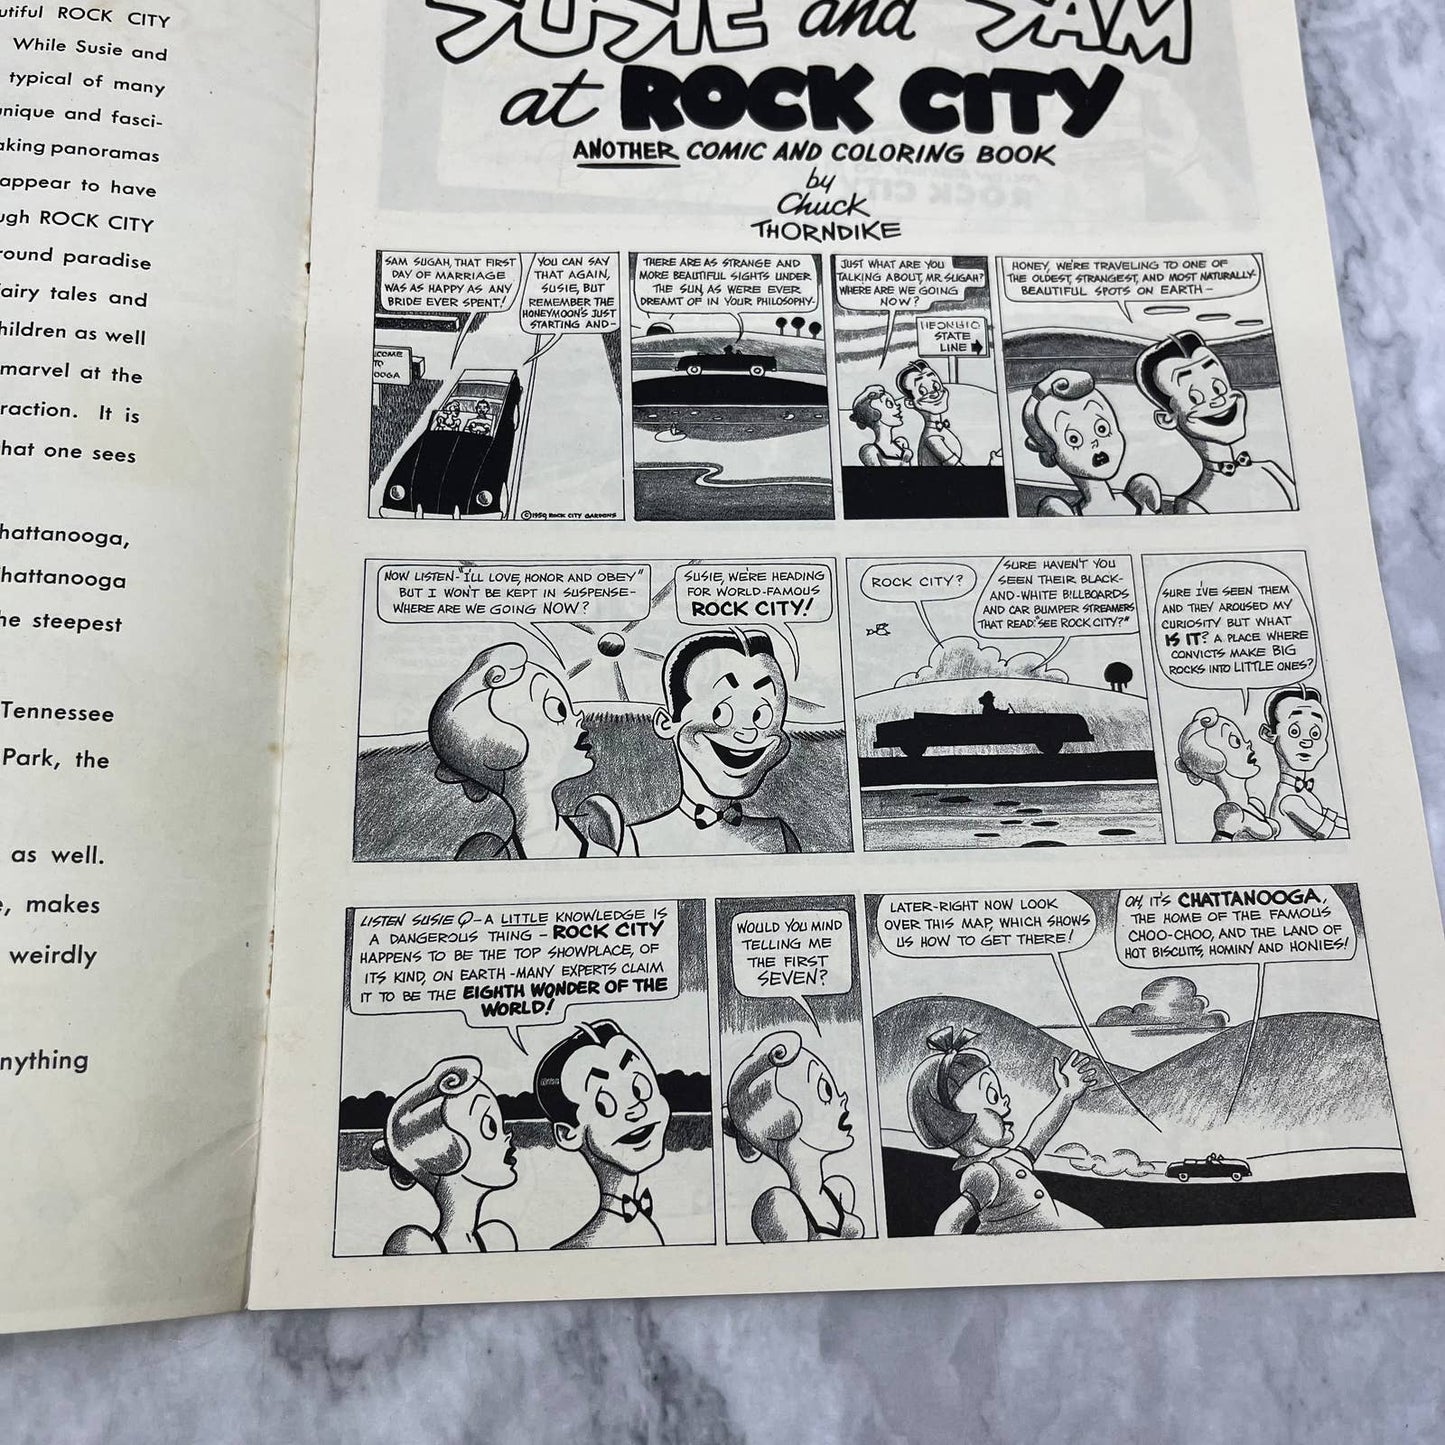 utiful ROCK CITY
While Susie and
typical of many
unique and fasci-
aking panoramas
appear to have
ugh ROCK CITY
round paradise
fairy tales and
hildren as well
marvel at the
raction. It is
hat one sees
hattanooga,
Chattanooga
he steepest
Tennessee
Park, the
as well.
e, makes
weirdly
nything
SUSIE and SAM
at ROCK CITY
ANOTHER COMIC AND COLORING BOOK
by
Chuck
THORNDIKE
SAM SUGAH, THAT FIRST
DAY OF MARRIAGE
WAS AS HAPPY AS ANY
BRIDE EVER SPENT!
YOU CAN SAY
THAT AGAIN,
SUSIE, BUT
REMEMBER THE
HONEYMOON'S JUST
STARTING AND-
COME
TO
OOGA
©1959 ROCK CITY GARDENS
THERE ARE AS STRANGE AND
MORE BEAUTIFUL SIGHTS UNDER
THE SUN, AS WERE EVER
DREAMT OF IN YOUR PHILOSOPHY-
JUST WHAT ARE YOU
TALKING ABOUT, MR. SUGAH?
WHERE ARE WE GOING
NOW?
STATE
LINE
HONEY, WE'RE TRAVELING TO ONE OF
THE OLDEST, STRANGEST, AND MOST NATURALLY-
BEAUTIFUL SPOTS ON EARTH-
NOW LISTEN-"I'LL LOVE, HONOR AND OBEY"
BUT I WON'T BE KEPT IN SUSPENSE-
WHERE ARE WE GOING NOW?
SUSIE, WE'RE HEADING
FOR WORLD-FAMOUS
ROCK CITY!
ROCK CITY?
SURE HAVEN'T YOU
SEEN THEIR BLACK-
AND-WHITE BILLBOARDS
AND CAR BUMPER STREAMERS
THAT READ: "SEE ROCK CITY?"
SURE I'VE SEEN THEM
AND THEY AROUSED MY
CURIOSITY BUT WHAT
IS IT? A PLACE WHERE
CONVICTS MAKE BIG
ROCKS INTO LITTLE ONES?
LISTEN SUSIE Q-A LITTLE KNOWLEDGE IS
A DANGEROUS THING-ROCK CITY
HAPPENS TO BE THE TOP SHOWPLACE, OF
ITS KIND, ON EARTH-MANY EXPERTS CLAIM
IT TO BE THE EIGHTH WONDER OF THE
WORLD!
WOULD YOU MIND
TELLING ME
THE FIRST
SEVEN?
LATER-RIGHT NOW LOOK
OVER THIS MAP, WHICH SHOWS
US HOW TO GET THERE!
OH, IT'S CHATTANOOGA,
THE HOME OF THE FAMOUS
CHOO-CHOO, AND THE LAND OF
HOT BISCUITS, HOMINY AND HONIES!